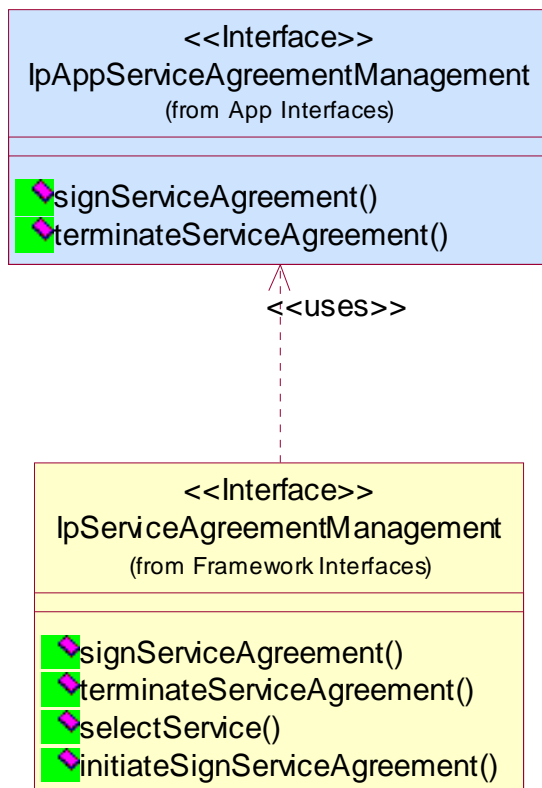 <<Interface>>
IpAppServiceAgreementManagement
(from App Interfaces)
signServiceAgreement()
terminateServiceAgreement()
<<uses>>
<<Interface>>
IpServiceAgreementManagement
(from Framework Interfaces)
signServiceAgreement()
terminateServiceAgreement()
selectService()
initiateSignServiceAgreement()